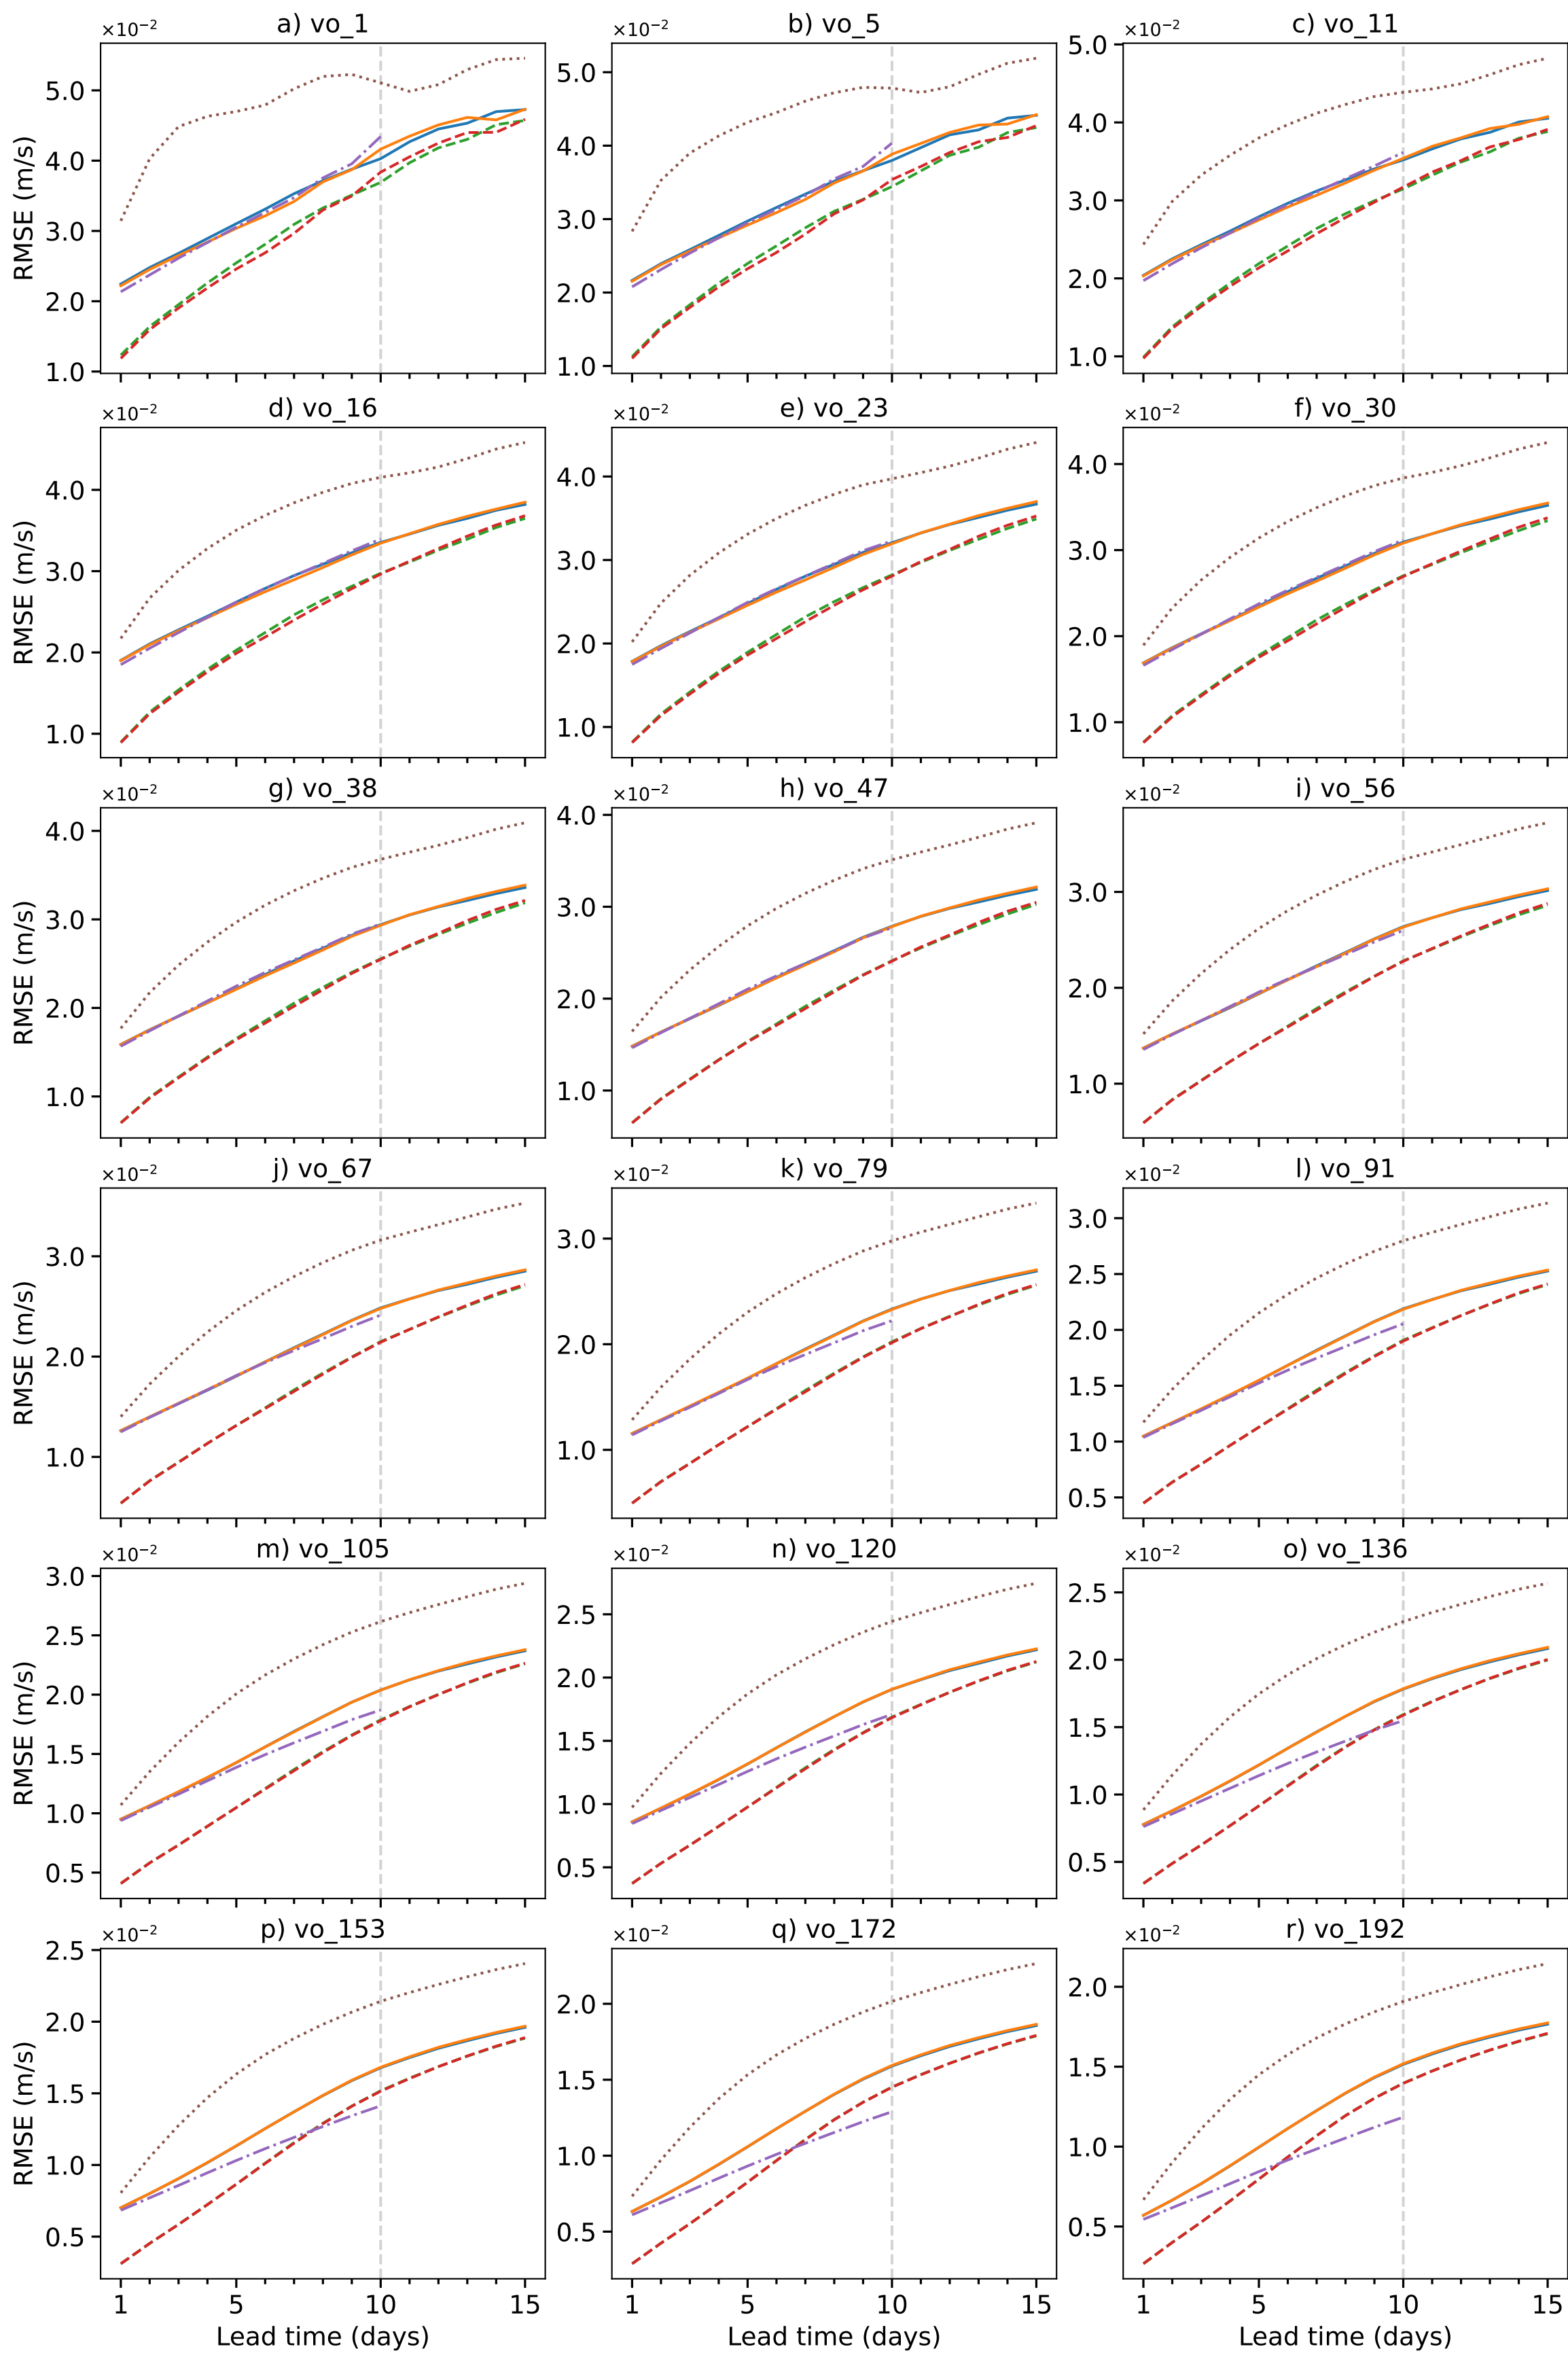 a) vo_1
b) vo_5
c) vo_11
×10⁻² ×10⁻² ×10⁻²
RMSE (m/s)
5.0 4.0 3.0 2.0 1.0
5.0 4.0 3.0 2.0 1.0
5.0 4.0 3.0 2.0 1.0
d) vo_16
e) vo_23
f) vo_30
×10⁻² ×10⁻² ×10⁻²
RMSE (m/s)
4.0 3.0 2.0 1.0
4.0 3.0 2.0 1.0
4.0 3.0 2.0 1.0
g) vo_38
h) vo_47
i) vo_56
×10⁻² ×10⁻² ×10⁻²
RMSE (m/s)
4.0 3.0 2.0 1.0
4.0 3.0 2.0 1.0
3.0 2.0 1.0
j) vo_67
k) vo_79
l) vo_91
×10⁻² ×10⁻² ×10⁻²
RMSE (m/s)
3.0 2.0 1.0
3.0 2.0 1.0
3.0 2.5 2.0 1.5 1.0 0.5
m) vo_105
n) vo_120
o) vo_136
×10⁻² ×10⁻² ×10⁻²
RMSE (m/s)
3.0 2.5 2.0 1.5 1.0 0.5
2.5 2.0 1.5 1.0 0.5
2.5 2.0 1.5 1.0 0.5
p) vo_153
q) vo_172
r) vo_192
×10⁻² ×10⁻² ×10⁻²
RMSE (m/s)
2.5 2.0 1.5 1.0 0.5
2.0 1.5 1.0 0.5
2.0 1.5 1.0 0.5
1 5 10 15
1 5 10 15
1 5 10 15
Lead time (days)
Lead time (days)
Lead time (days)